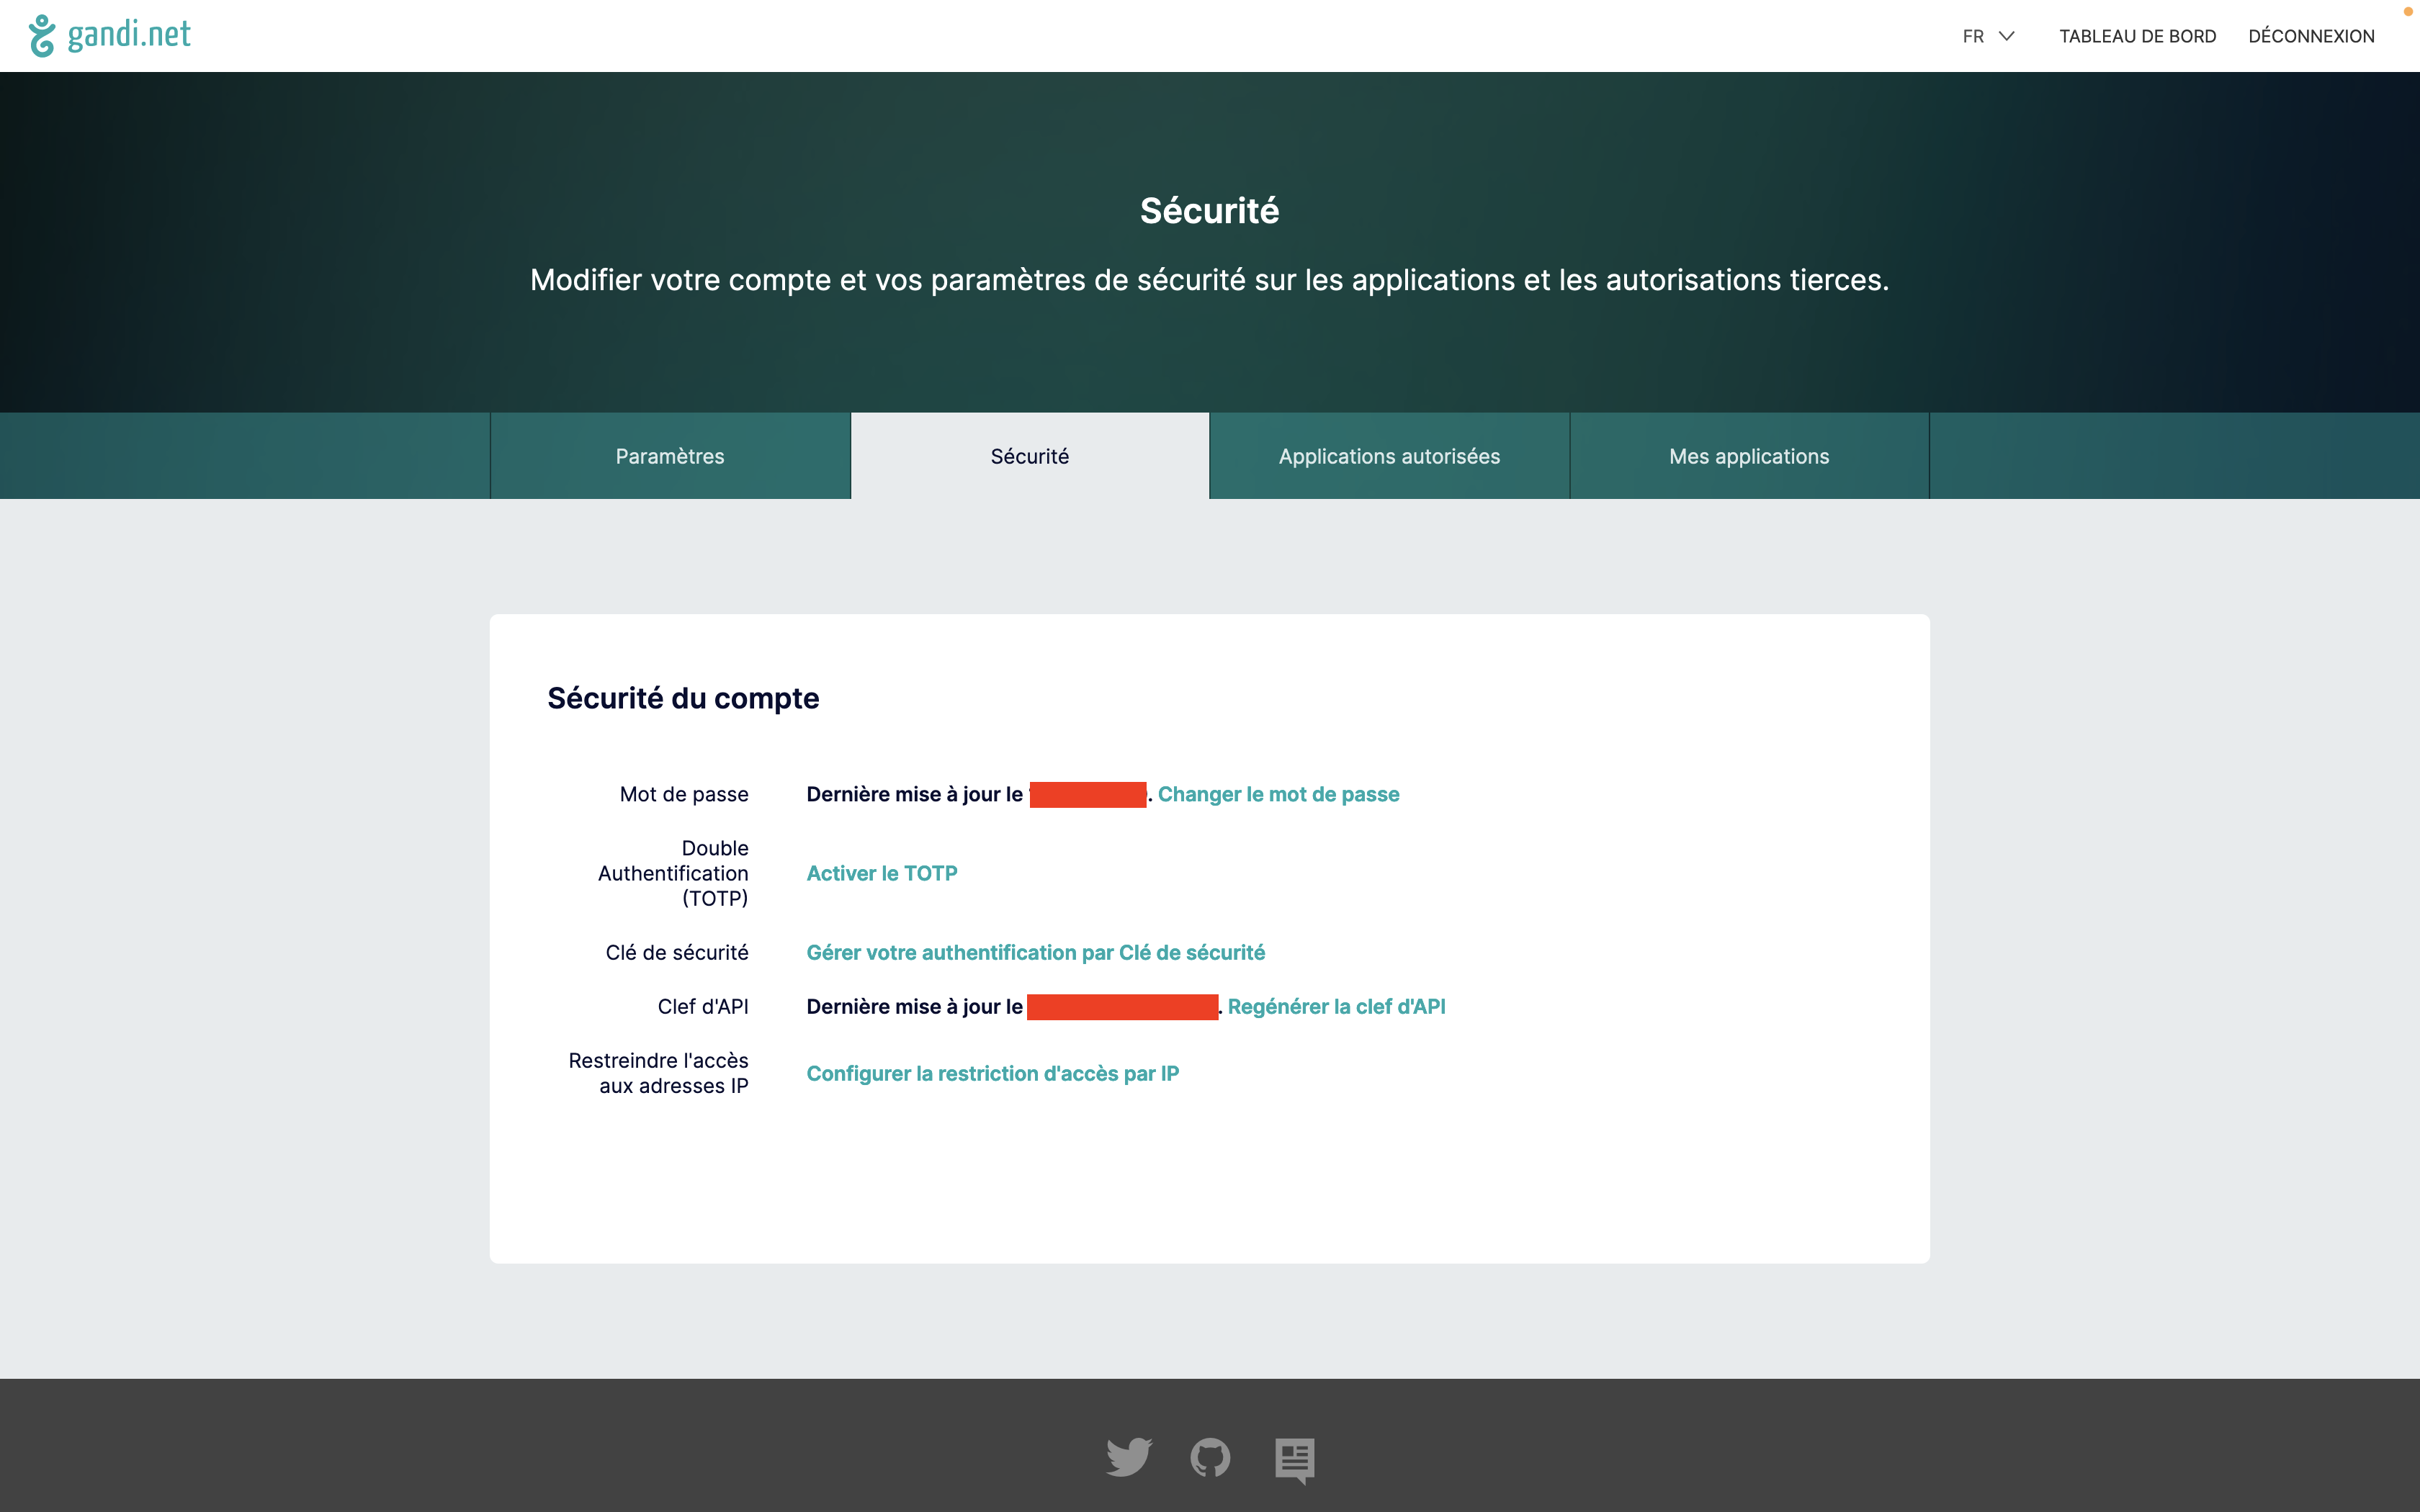 gandi.net
FR
TABLEAU DE BORD
DÉCONNEXION
Sécurité
Modifier votre compte et vos paramètres de sécurité sur les applications et les autorisations tierces.
Paramètres
Sécurité
Applications autorisées
Mes applications
Sécurité du compte
Mot de passe
Dernière mise à jour le . Changer le mot de passe
Double
Authentification
(TOTP)
Activer le TOTP
Clé de sécurité
Gérer votre authentification par Clé de sécurité
Clef d'API
Dernière mise à jour le . Regénérer la clef d'API
Restreindre l'accès
aux adresses IP
Configurer la restriction d'accès par IP